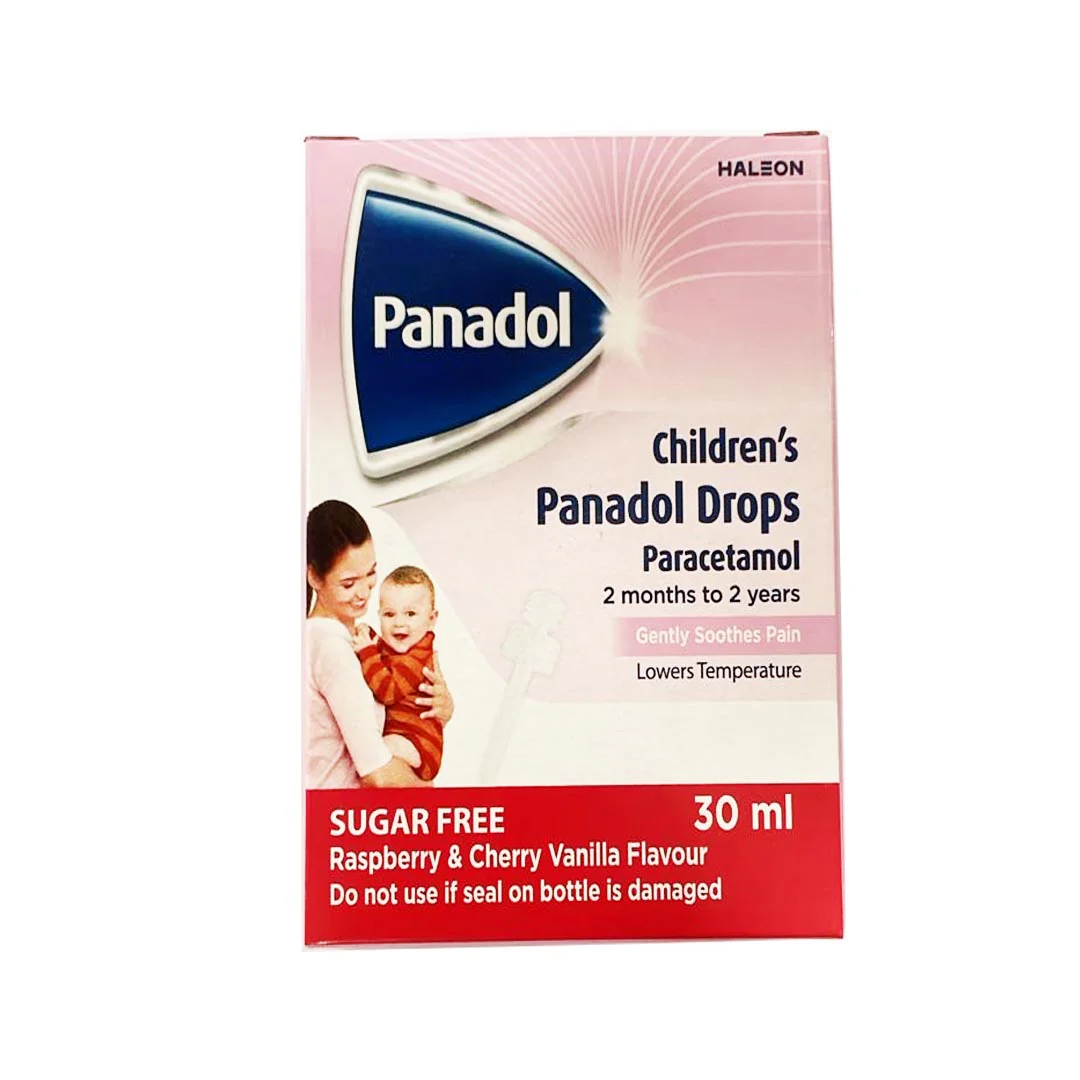 HALEON
Panadol
Children's
Panadol Drops
Paracetamol
2 months to 2 years
Gently Soothes Pain
Lowers Temperature
SUGAR FREE
30 ml
Raspberry & Cherry Vanilla Flavour
Do not use if seal on bottle is damaged